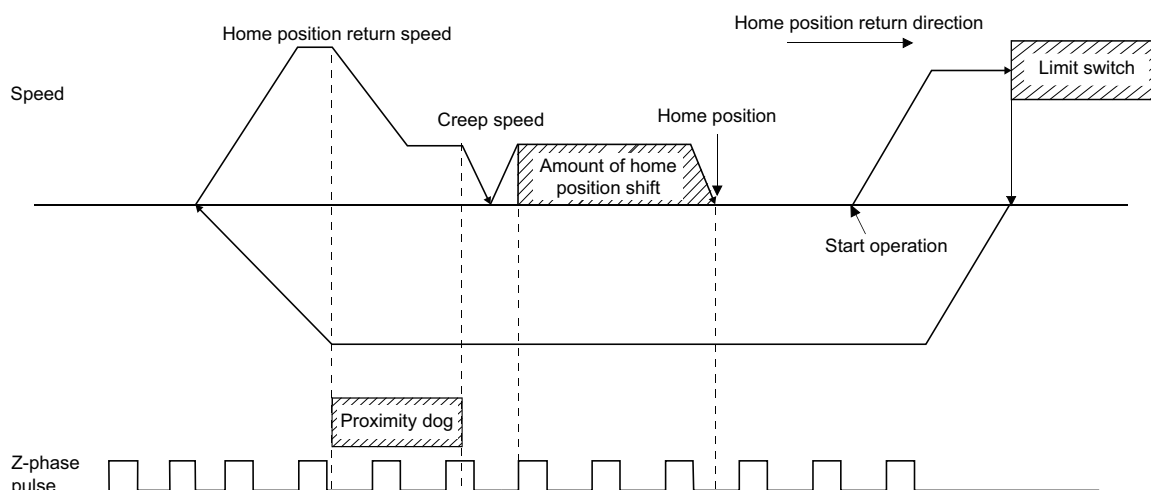 Home position return speed
Home position return direction
Limit switch
Speed
Creep speed
Home position
Amount of home
position shift
Start operation
Proximity dog
Z-phase
pulse